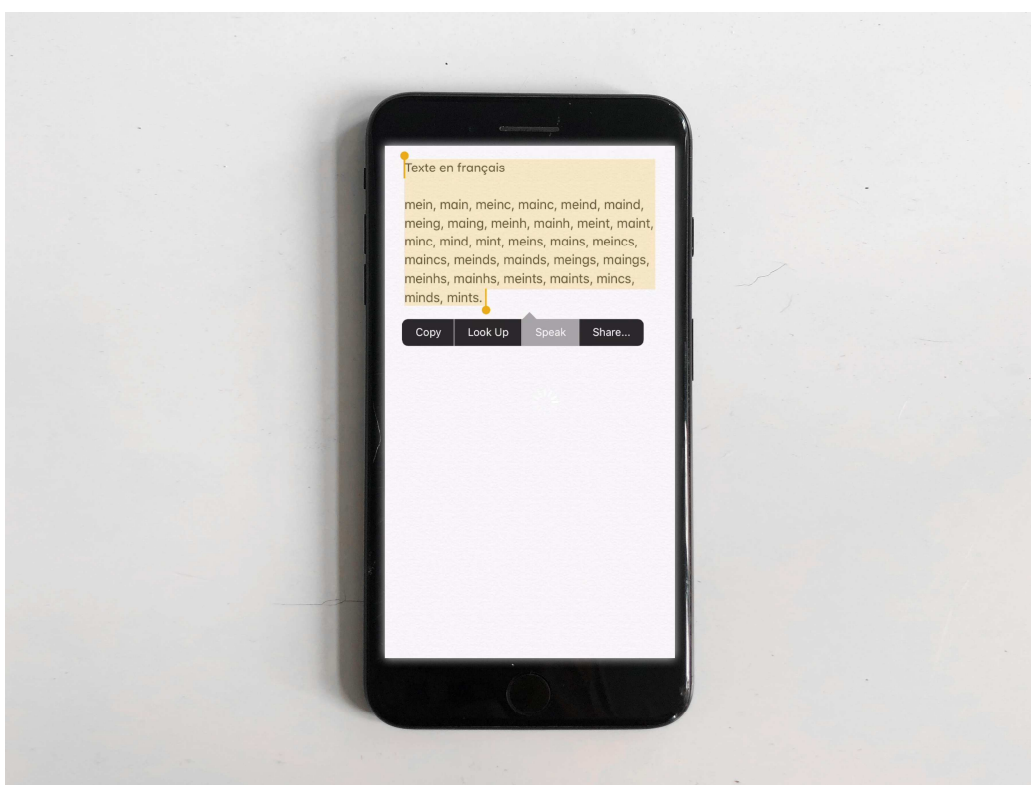 Texte en français
mein, main, meinc, mainc, meind, maind,
meing, maing, meinh, mainh, meint, maint,
minc, mind, mint, meins, mains, meincs,
maincs, meinds, mainds, meings, maings,
meinhs, mainhs, meints, maints, mincs,
minds, mints.
Copy Look Up Speak Share...